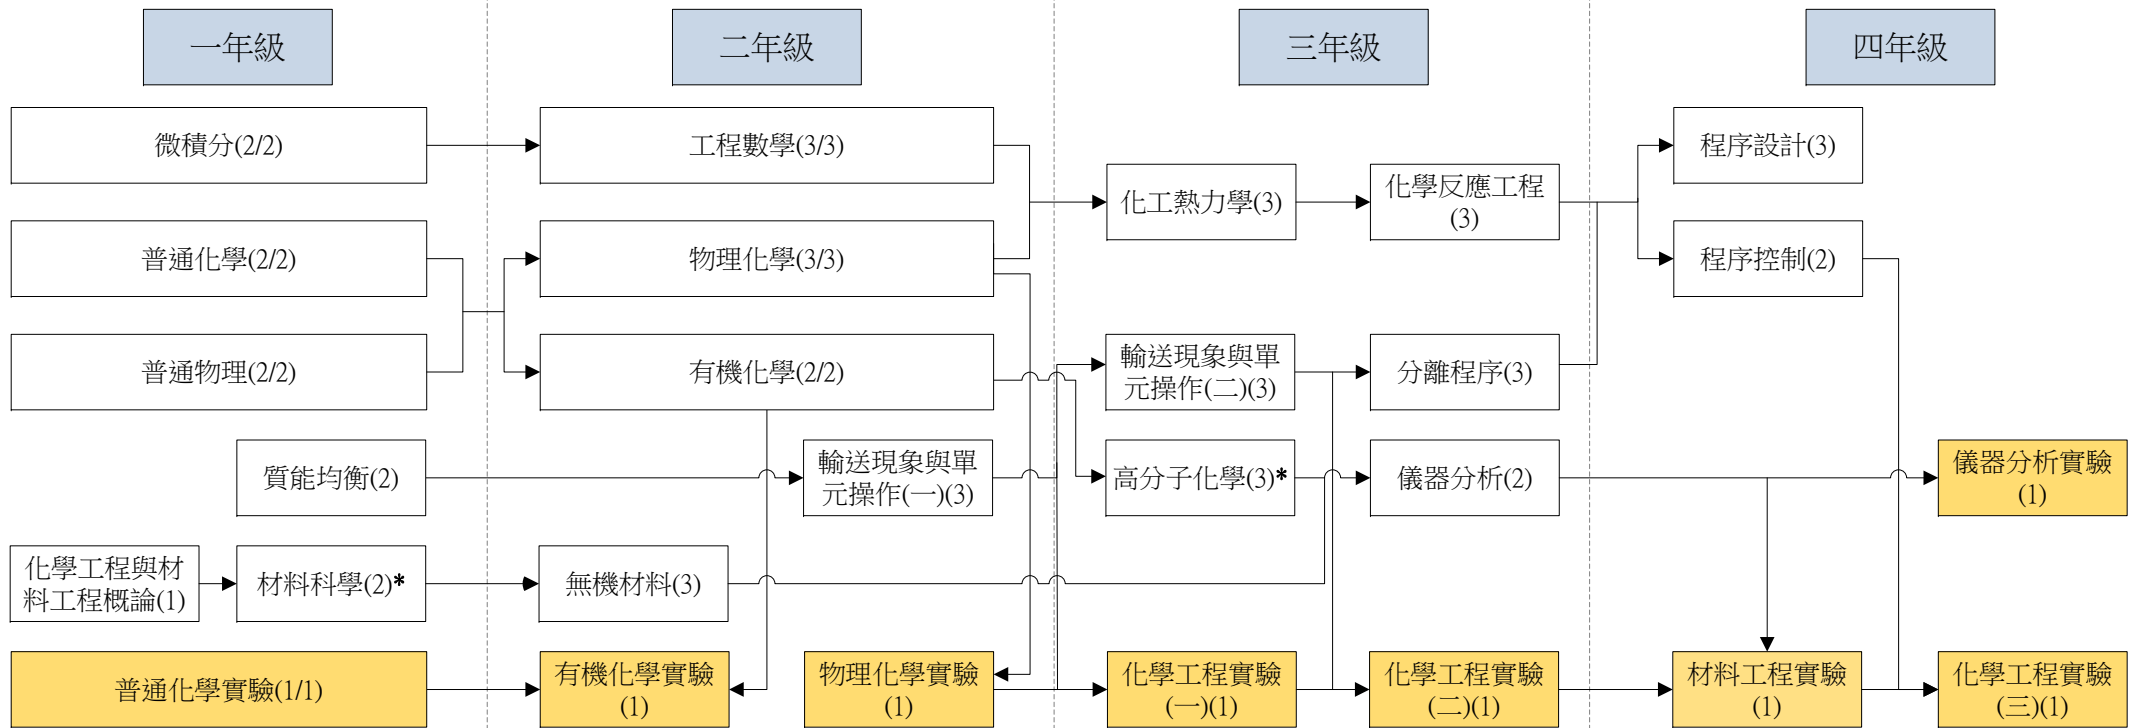 一年級
二年級
三年級
四年級
微積分(2/2)
工程數學(3/3)
程序設計(3)
化工熱力學(3)
化學反應工程
(3)
普通化學(2/2)
物理化學(3/3)
程序控制(2)
普通物理(2/2)
有機化學(2/2)
輸送現象與單
元操作(二)(3)
分離程序(3)
質能均衡(2)
輸送現象與單
元操作(一)(3)
高分子化學(3)*
儀器分析(2)
儀器分析實驗
(1)
化學工程與材
料工程概論(1)
材料科學(2)*
無機材料(3)
普通化學實驗(1/1)
有機化學實驗
(1)
物理化學實驗
(1)
化學工程實驗
(一)(1)
化學工程實驗
(二)(1)
材料工程實驗
(1)
化學工程實驗
(三)(1)